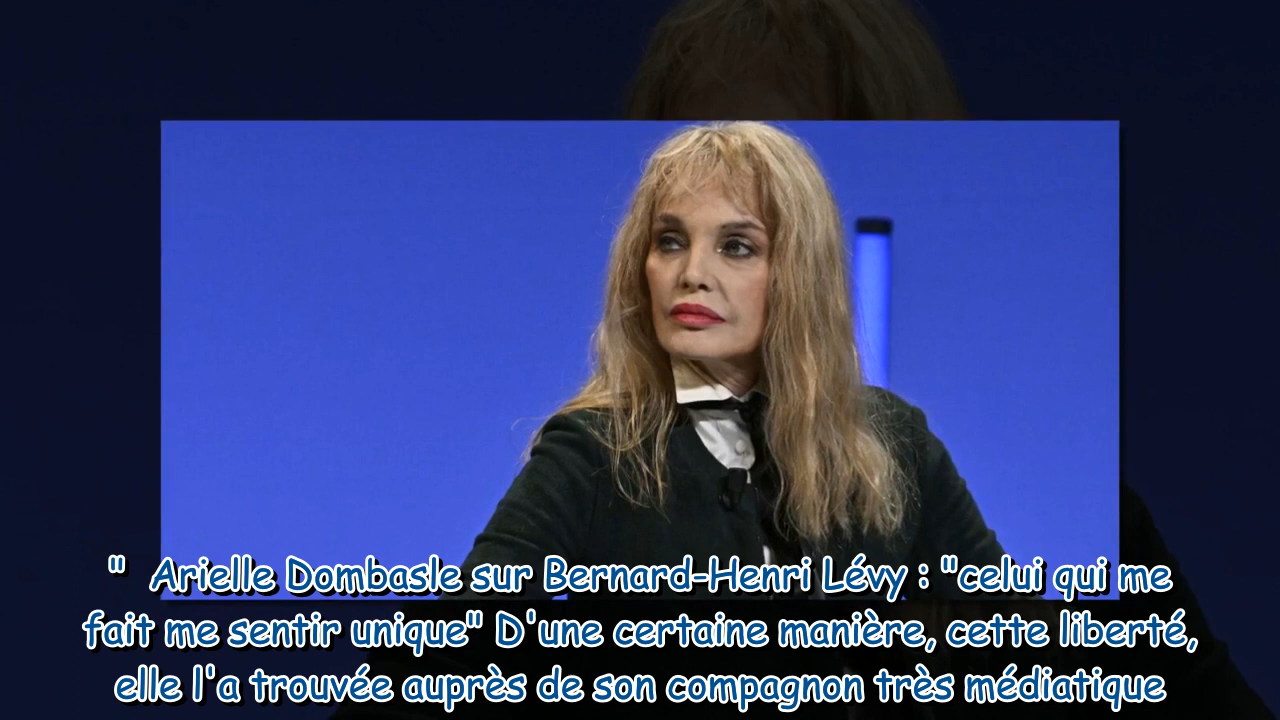 " Arielle Dombasle sur Bernard-Henri Lévy : "celui qui me
fait me sentir unique" D'une certaine manière, cette liberté,
elle l'a trouvée auprès de son compagnon très médiatique